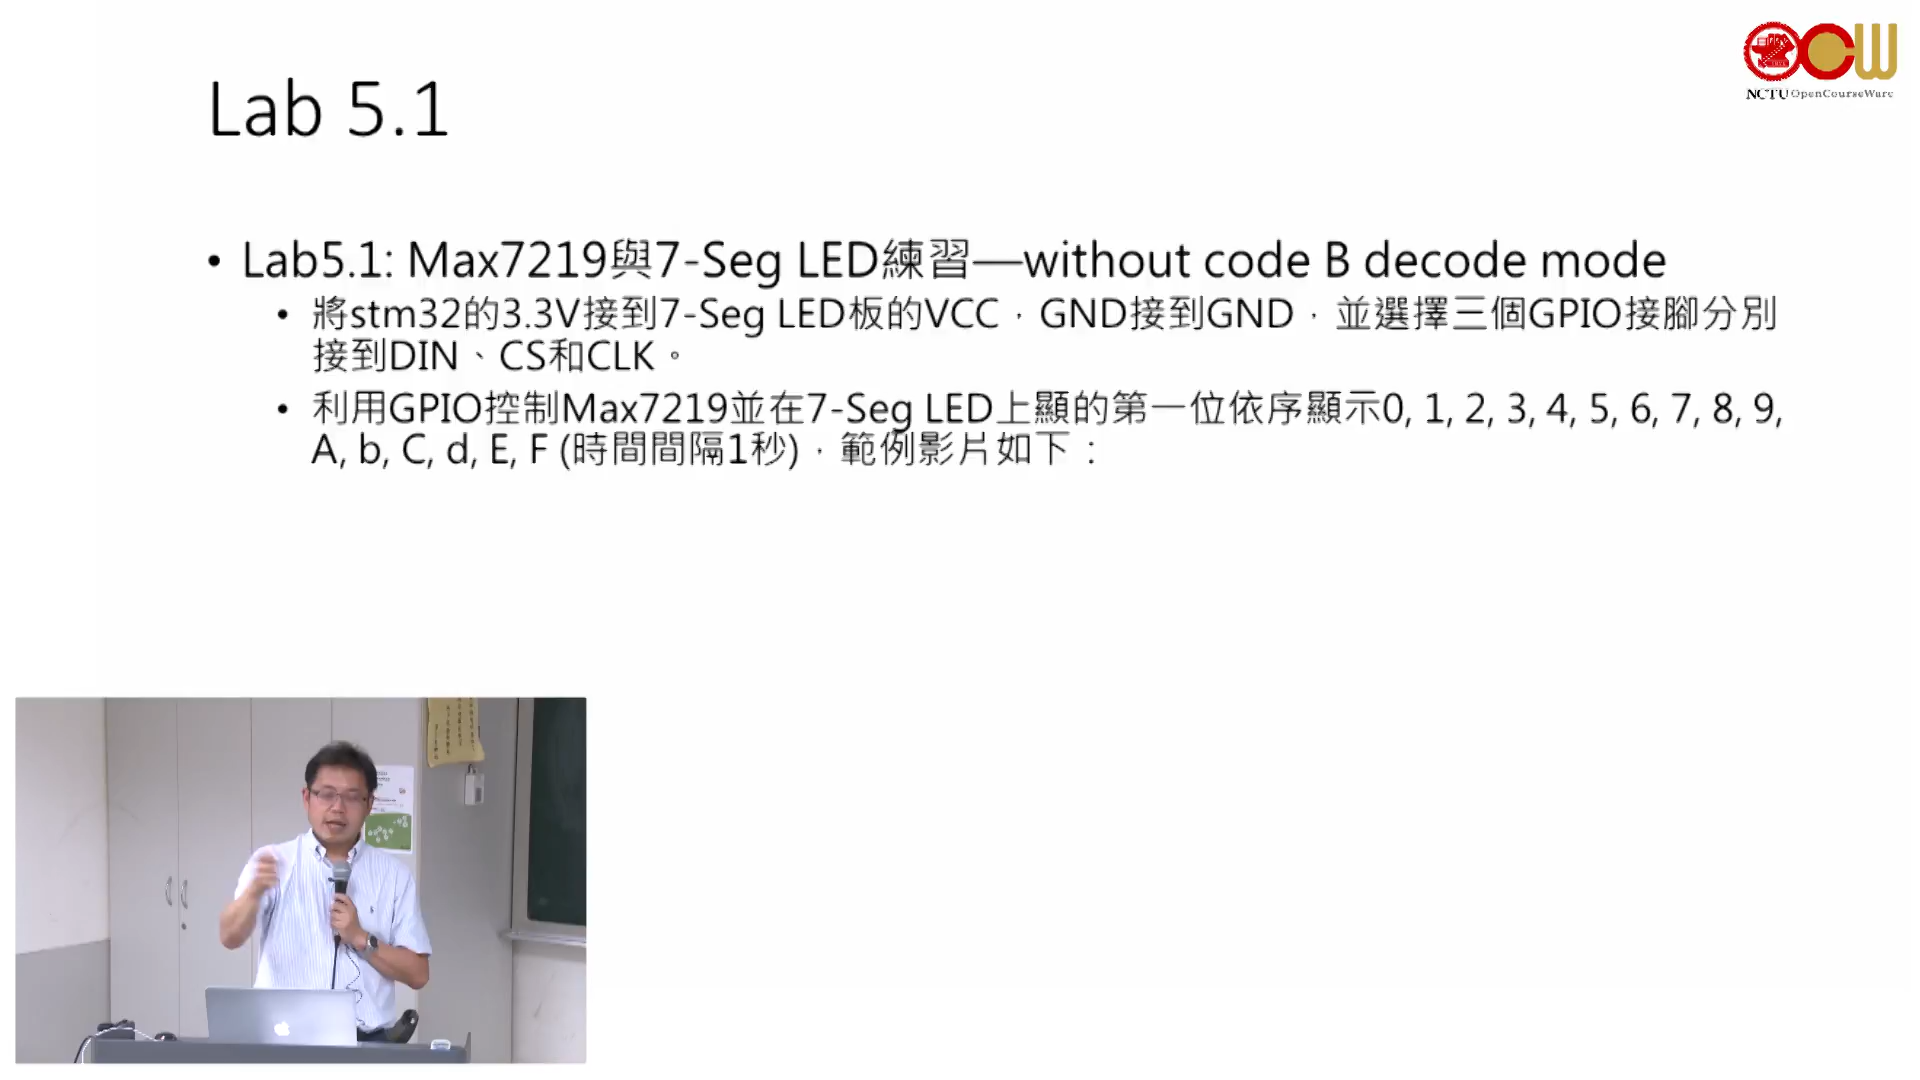 Lab 5.1
• Lab5.1: Max7219與7-Seg LED練習—without code B decode mode
• 將stm32的3.3V接到7-Seg LED板的VCC，GND接到GND，並選擇三個GPIO接腳分別
接到DIN、CS和CLK。
• 利用GPIO控制Max7219並在7-Seg LED上顯的第一位依序顯示0, 1, 2, 3, 4, 5, 6, 7, 8, 9,
A, b, C, d, E, F (時間間隔1秒)，範例影片如下：
OCW
NCTU OpenCourseWare